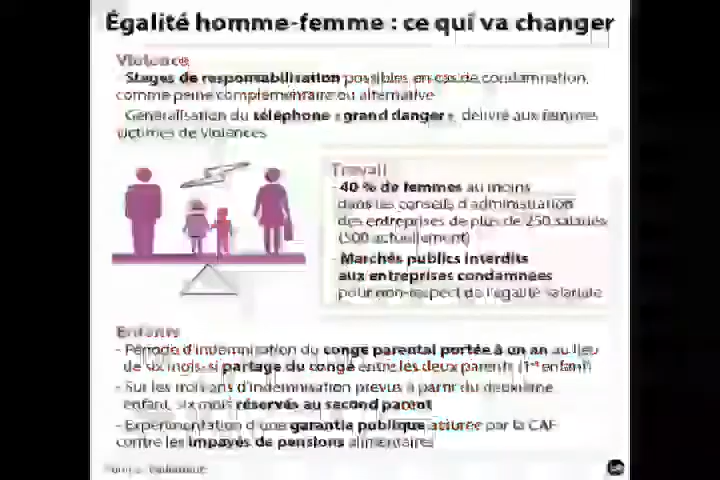 Égalité homme-femme : ce qui va changer
Violence
Stages de responsabilisation possibles en cas de condamnation,
comme peine complémentaire ou alternative
Généralisation du téléphone « grand danger », délivré aux femmes
victimes de violences
Travail
- 40 % de femmes au moins
dans les conseils d'administration
des entreprises de plus de 250 salariés
(500 actuellement)
- Marchés publics interdits
aux entreprises condamnées
pour non-respect de l'égalité salariale
Enfants
- Période d'indemnisation du congé parental portée à un an au lieu
de six mois si partage du congé entre les deux parents (1er enfant)
- Sur les trois ans d'indemnisation prévus à partir du deuxième
enfant, six mois réservés au second parent
- Expérimentation d'une garantie publique assurée par la CAF
contre les impayés de pensions alimentaires